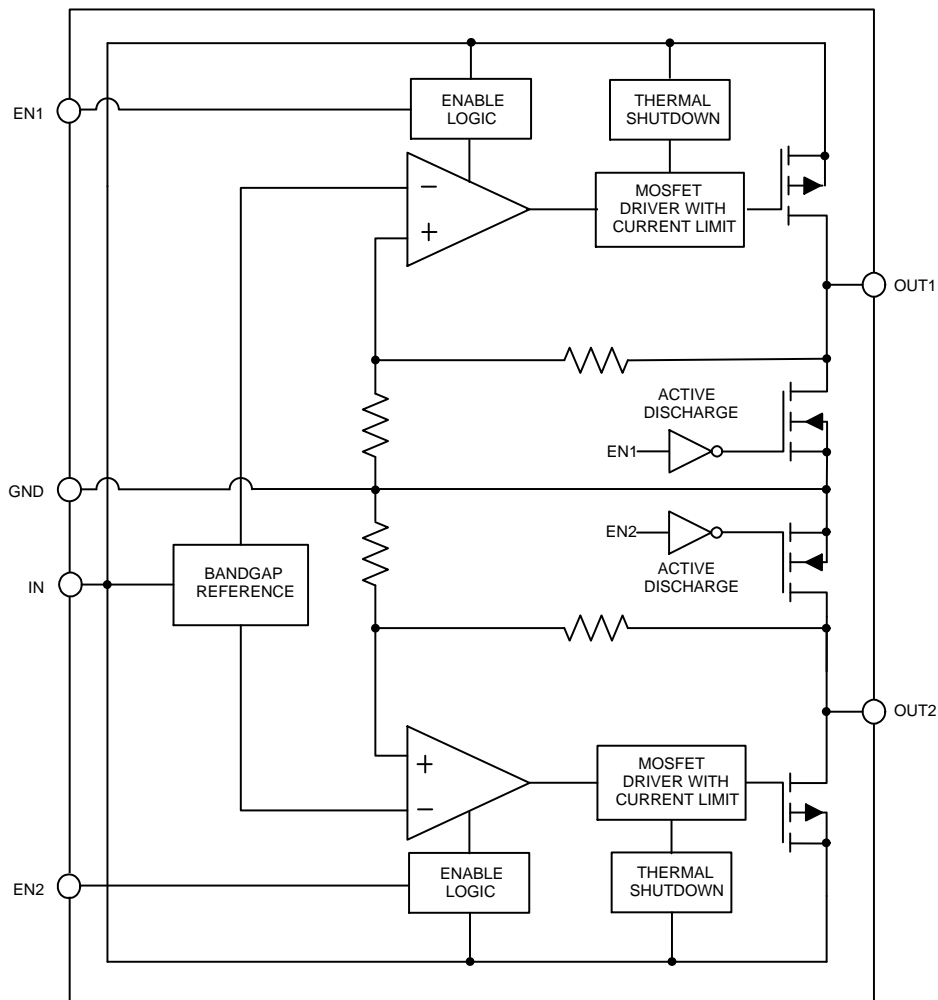 EN1
ENABLE
LOGIC
THERMAL
SHUTDOWN
−
+
MOSFET
DRIVER WITH
CURRENT LIMIT
OUT1
ACTIVE
DISCHARGE
EN1
GND
EN2
ACTIVE
DISCHARGE
IN
BANDGAP
REFERENCE
OUT2
+
−
MOSFET
DRIVER WITH
CURRENT LIMIT
EN2
ENABLE
LOGIC
THERMAL
SHUTDOWN